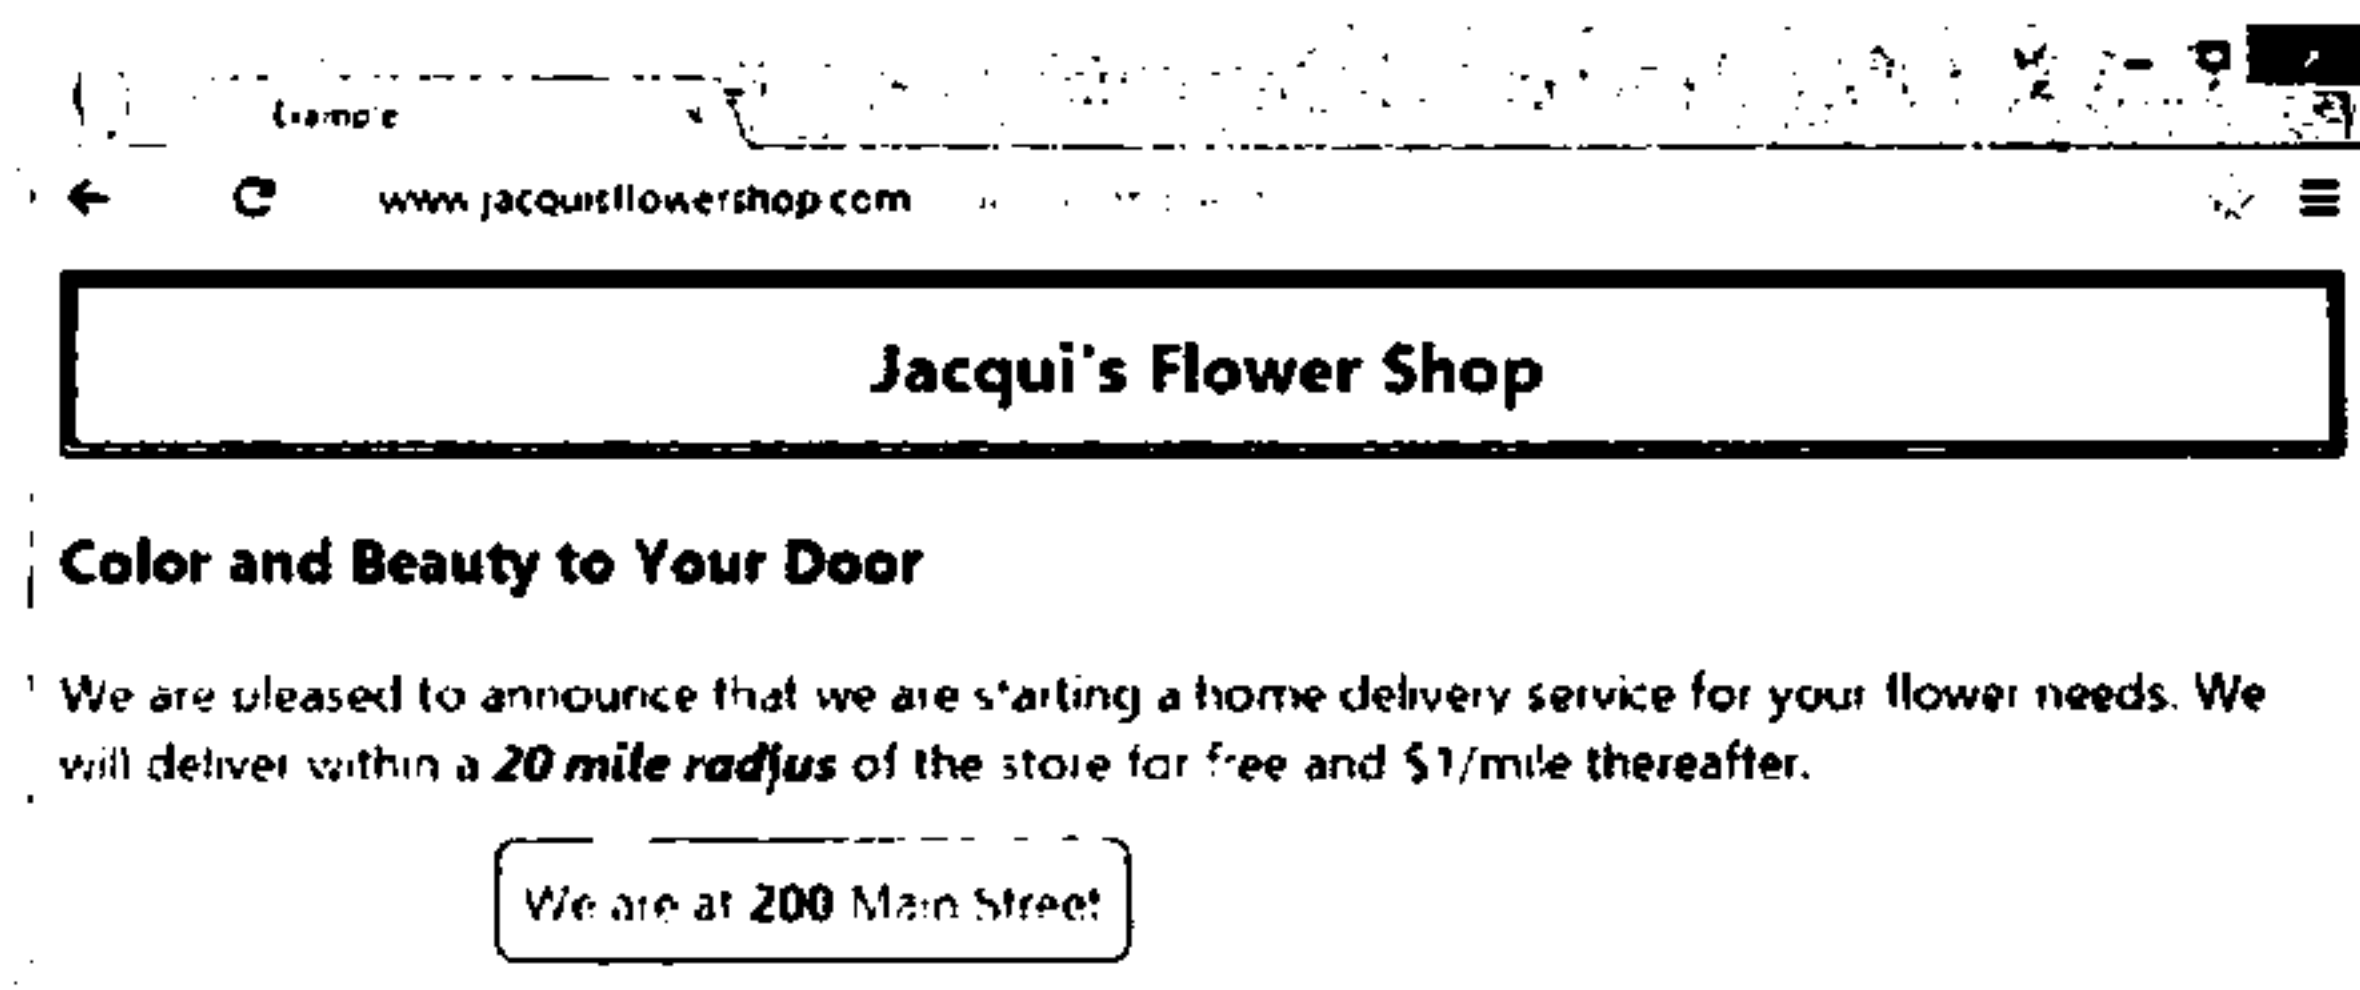 Example
www.jacquisflowershop.com
Jacqui's Flower Shop
Color and Beauty to Your Door
We are pleased to announce that we are starting a home delivery service for your flower needs. We
will deliver within a 20 mile radius of the store for free and $1/mile thereafter.
We are at 200 Main Street